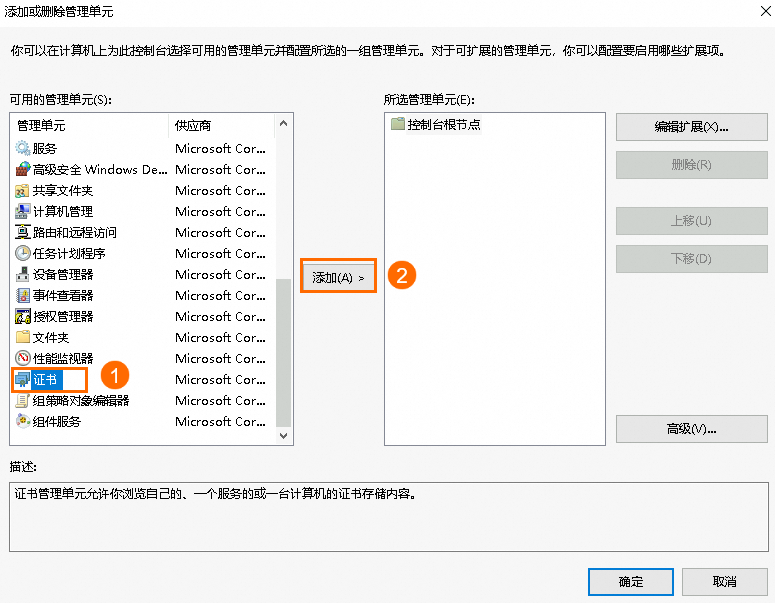 添加或删除管理单元
你可以在计算机上为此控制台选择可用的管理单元并配置所选的一组管理单元。对于可扩展的管理单元，你可以配置要启用哪些扩展项。
可用的管理单元(S):
管理单元 供应商
服务 Microsoft Cor...
高级安全 Windows De... Microsoft Cor...
共享文件夹 Microsoft Cor...
计算机管理 Microsoft Cor...
路由和远程访问 Microsoft Cor...
任务计划程序 Microsoft Cor...
设备管理器 Microsoft Cor...
事件查看器 Microsoft Cor...
授权管理器 Microsoft Cor...
文件夹 Microsoft Cor...
性能监视器 Microsoft Cor...
证书 Microsoft Cor...
1
组策略对象编辑器 Microsoft Cor...
组件服务 Microsoft Cor...
添加(A) >
2
所选管理单元(E):
控制台根节点
编辑扩展(X)...
删除(R)
上移(U)
下移(D)
高级(V)...
描述:
证书管理单元允许你浏览自己的、一个服务的或一台计算机的证书存储内容。
确定
取消